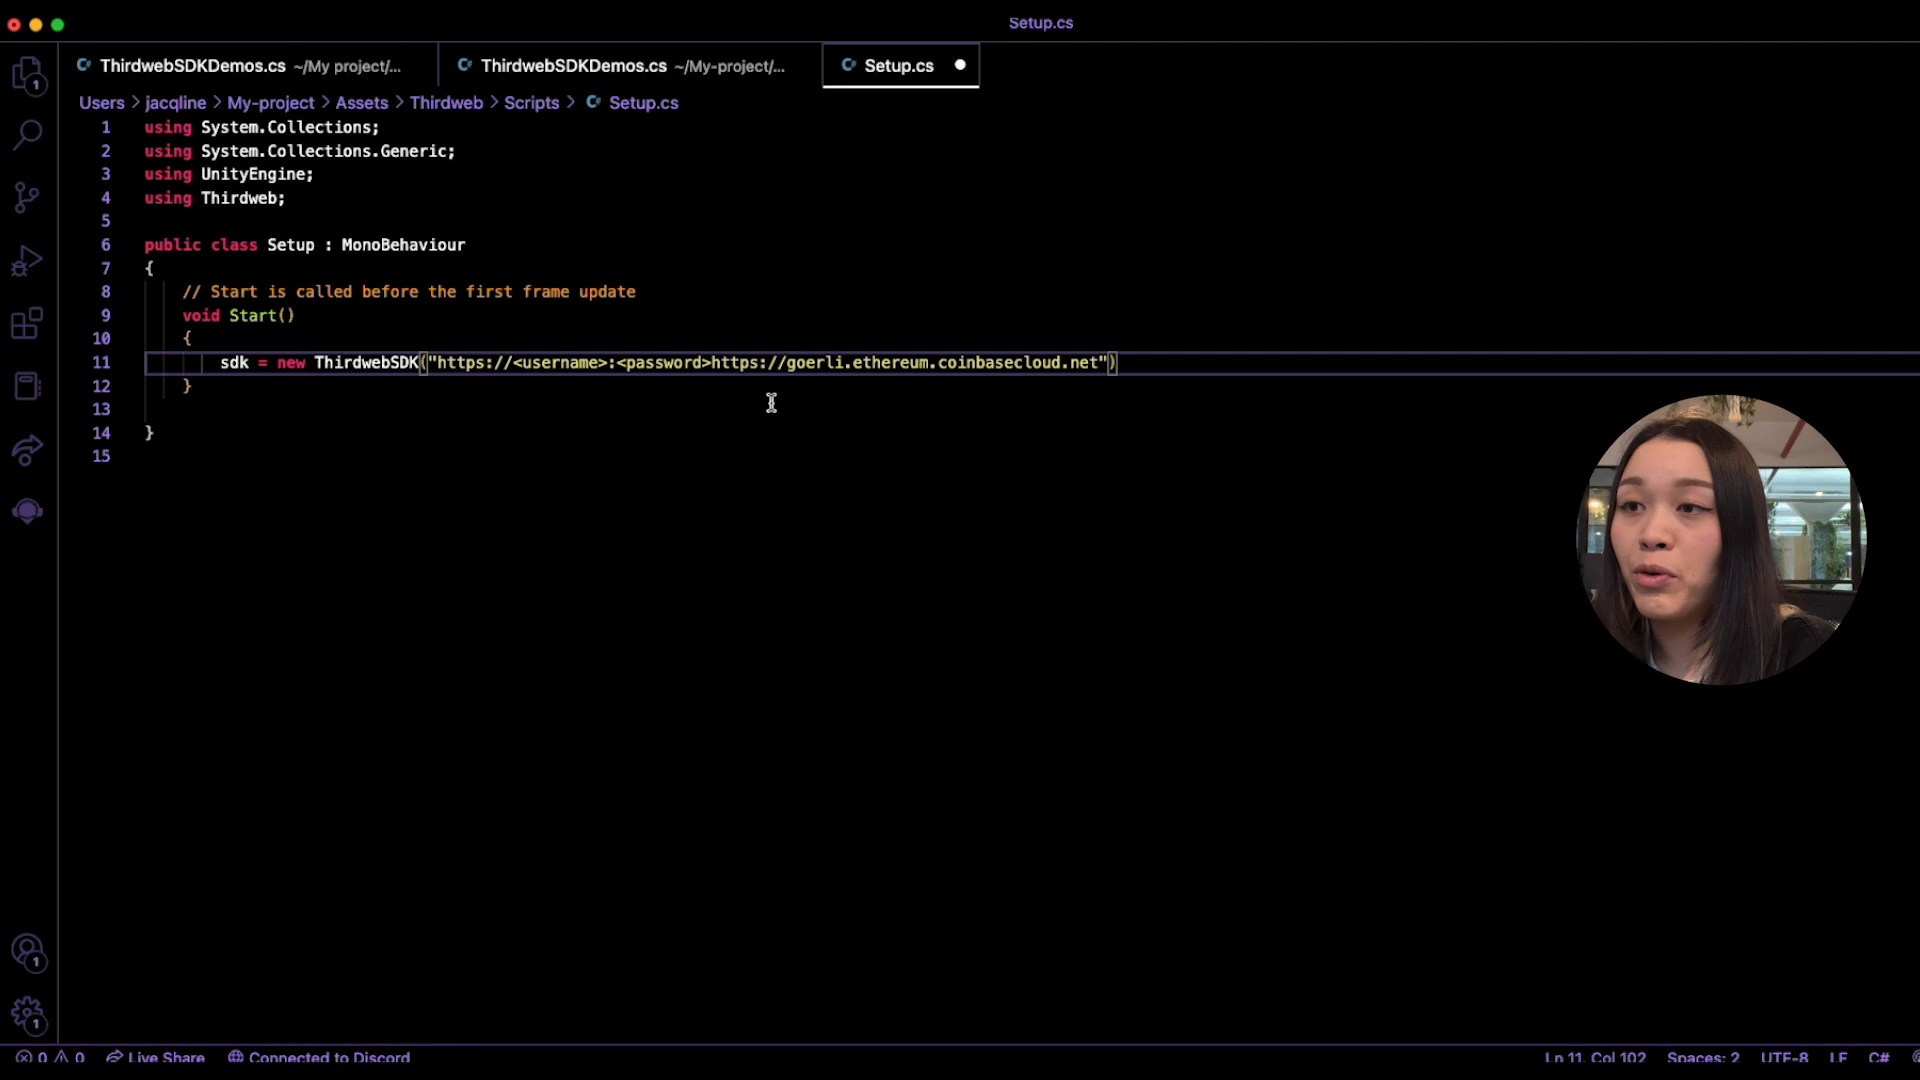 Setup.cs
ThirdwebSDKDemos.cs ~/My project/...
ThirdwebSDKDemos.cs ~/My-project/...
Setup.cs
Users > jacqline > My-project > Assets > Thirdweb > Scripts > Setup.cs
1 using System.Collections;
2 using System.Collections.Generic;
3 using UnityEngine;
4 using Thirdweb;
5
6 public class Setup : MonoBehaviour
7 {
8 // Start is called before the first frame update
9 void Start()
10 {
11 sdk = new ThirdwebSDK("https://<username>:<password>https://goerli.ethereum.coinbasecloud.net")
12 }
13
14 }
15
1
1
1
0 0 Live Share Connected to Discord
Ln 11, Col 102 Spaces: 2 UTF-8 LF C#